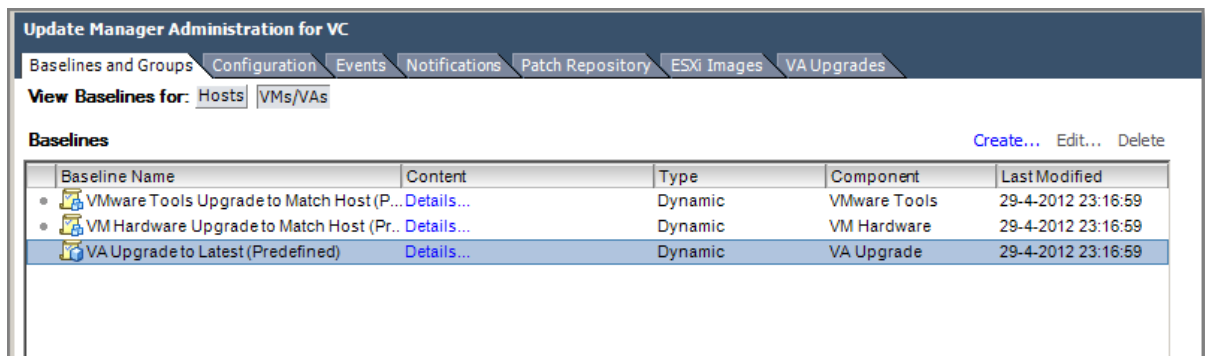 Update Manager Administration for VC
Baselines and Groups Configuration Events Notifications Patch Repository ESXi Images VA Upgrades
View Baselines for: Hosts VMs/VAs
Baselines Create... Edit... Delete
Baseline Name Content Type Component Last Modified
VMware Tools Upgrade to Match Host (P... Details... Dynamic VMware Tools 29-4-2012 23:16:59
VM Hardware Upgrade to Match Host (Pr... Details... Dynamic VM Hardware 29-4-2012 23:16:59
VA Upgrade to Latest (Predefined) Details... Dynamic VA Upgrade 29-4-2012 23:16:59